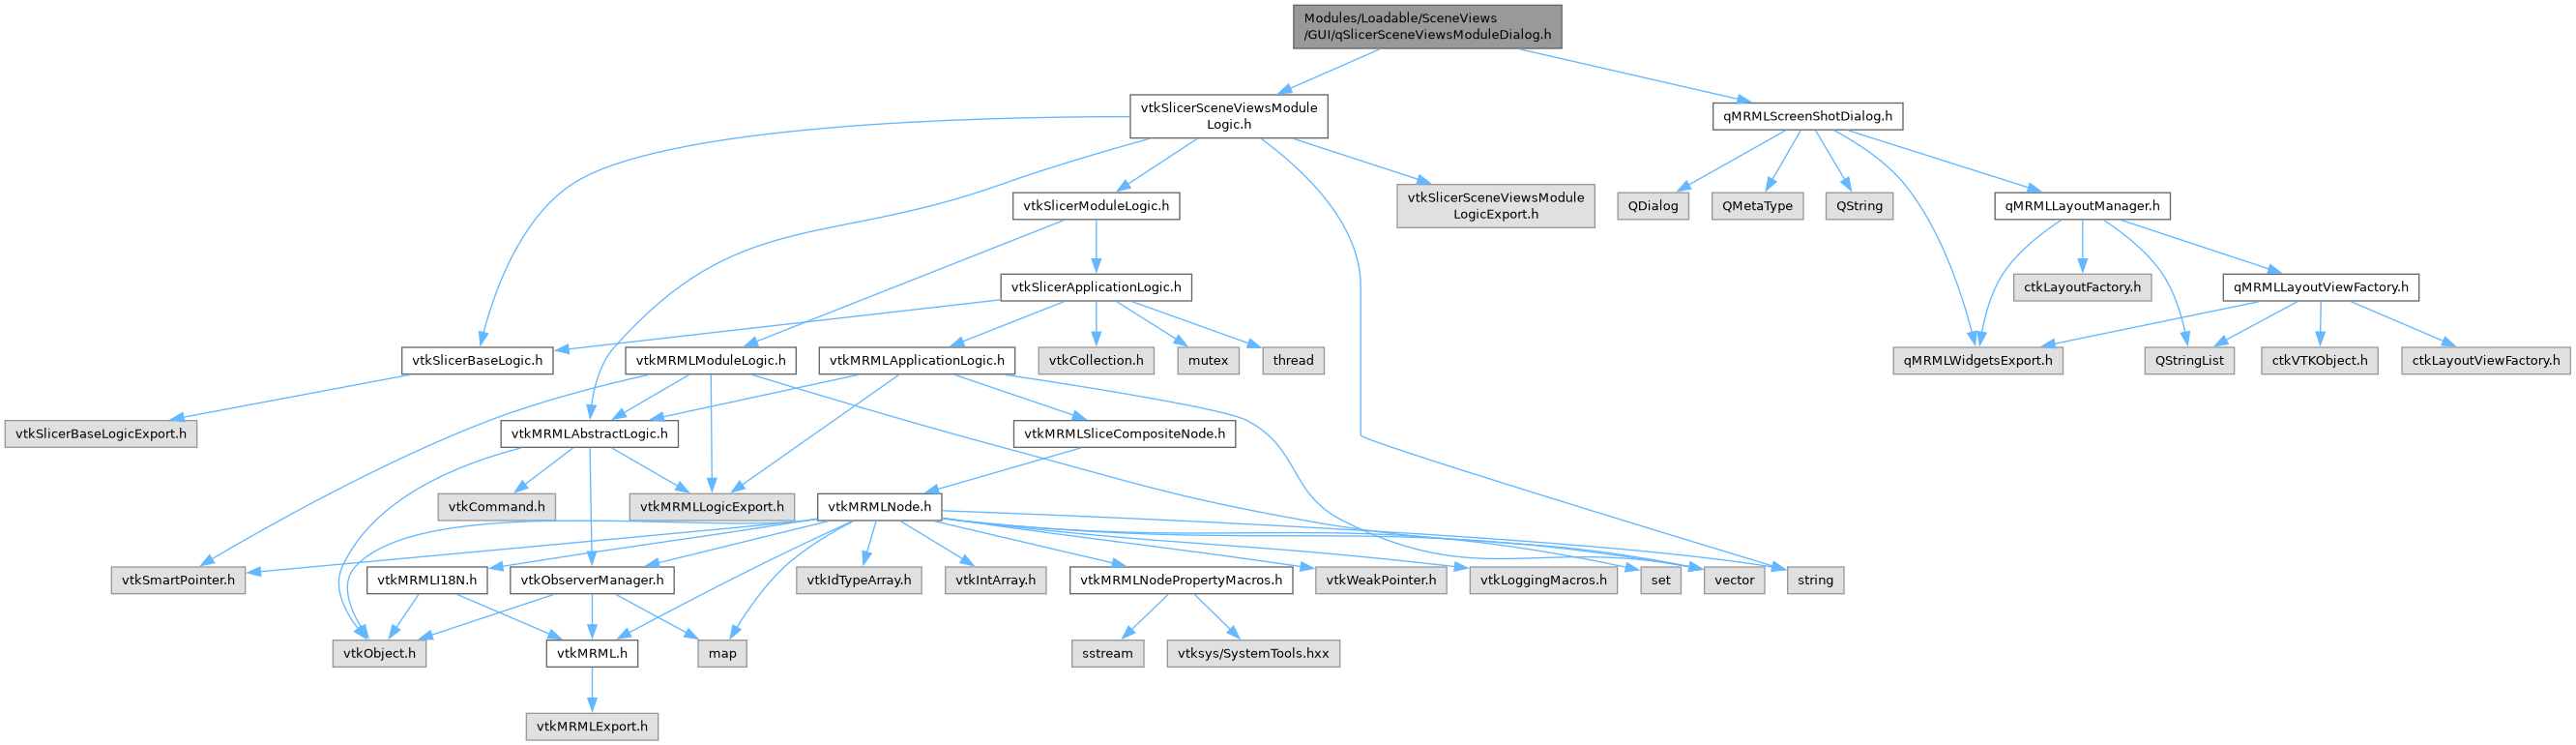 Modules/Loadable/SceneViews
/GUI/qSlicerSceneViewsModuleDialog.h
vtkSlicerSceneViewsModule
Logic.h
qMRMLScreenShotDialog.h
vtkSlicerModuleLogic.h
vtkSlicerSceneViewsModule
LogicExport.h
QDialog
QMetaType
QString
qMRMLLayoutManager.h
vtkSlicerApplicationLogic.h
ctkLayoutFactory.h
qMRMLLayoutViewFactory.h
vtkSlicerBaseLogic.h
vtkMRMLModuleLogic.h
vtkMRMLApplicationLogic.h
vtkCollection.h
mutex
thread
qMRMLWidgetsExport.h
QStringList
ctkVTKObject.h
ctkLayoutViewFactory.h
vtkSlicerBaseLogicExport.h
vtkMRMLAbstractLogic.h
vtkMRMLSliceCompositeNode.h
vtkCommand.h
vtkMRMLLogicExport.h
vtkMRMLNode.h
vtkSmartPointer.h
vtkMRMLI18N.h
vtkObserverManager.h
vtkIdTypeArray.h
vtkIntArray.h
vtkMRMLNodePropertyMacros.h
vtkWeakPointer.h
vtkLoggingMacros.h
set
vector
string
vtkObject.h
vtkMRML.h
map
sstream
vtksys/SystemTools.hxx
vtkMRMLExport.h